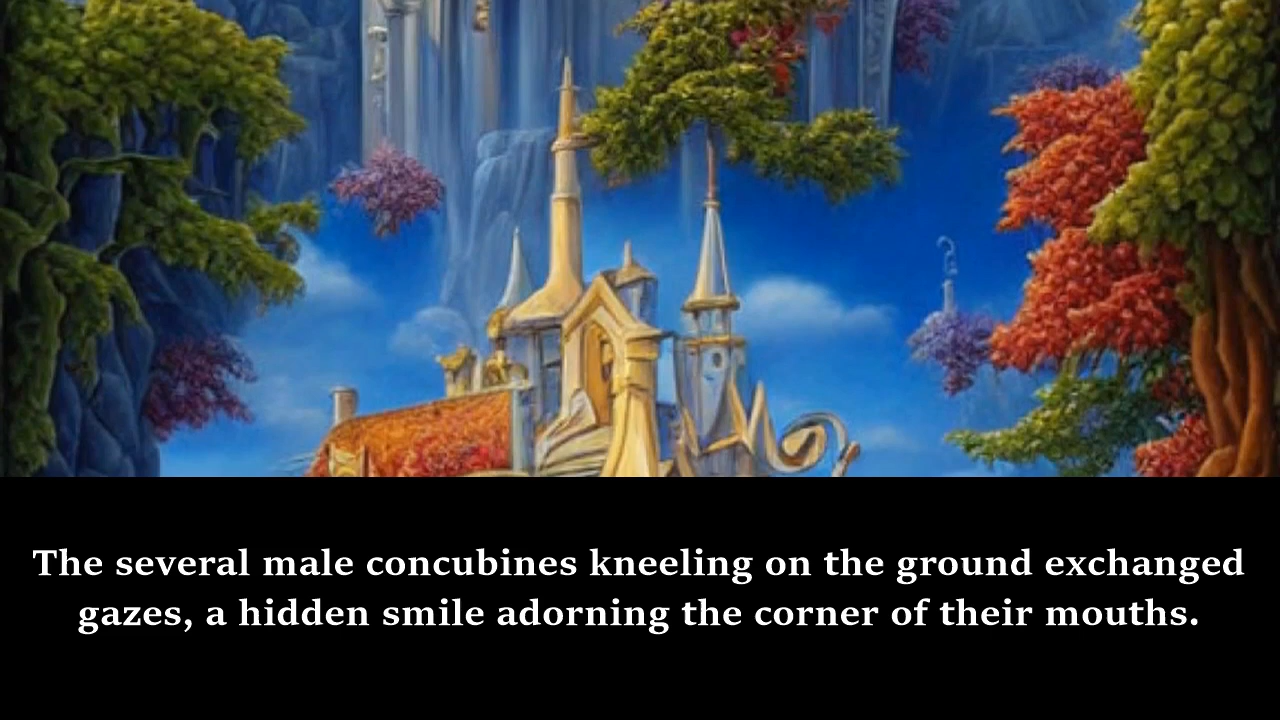 The several male concubines kneeling on the ground exchanged
gazes, a hidden smile adorning the corner of their mouths.